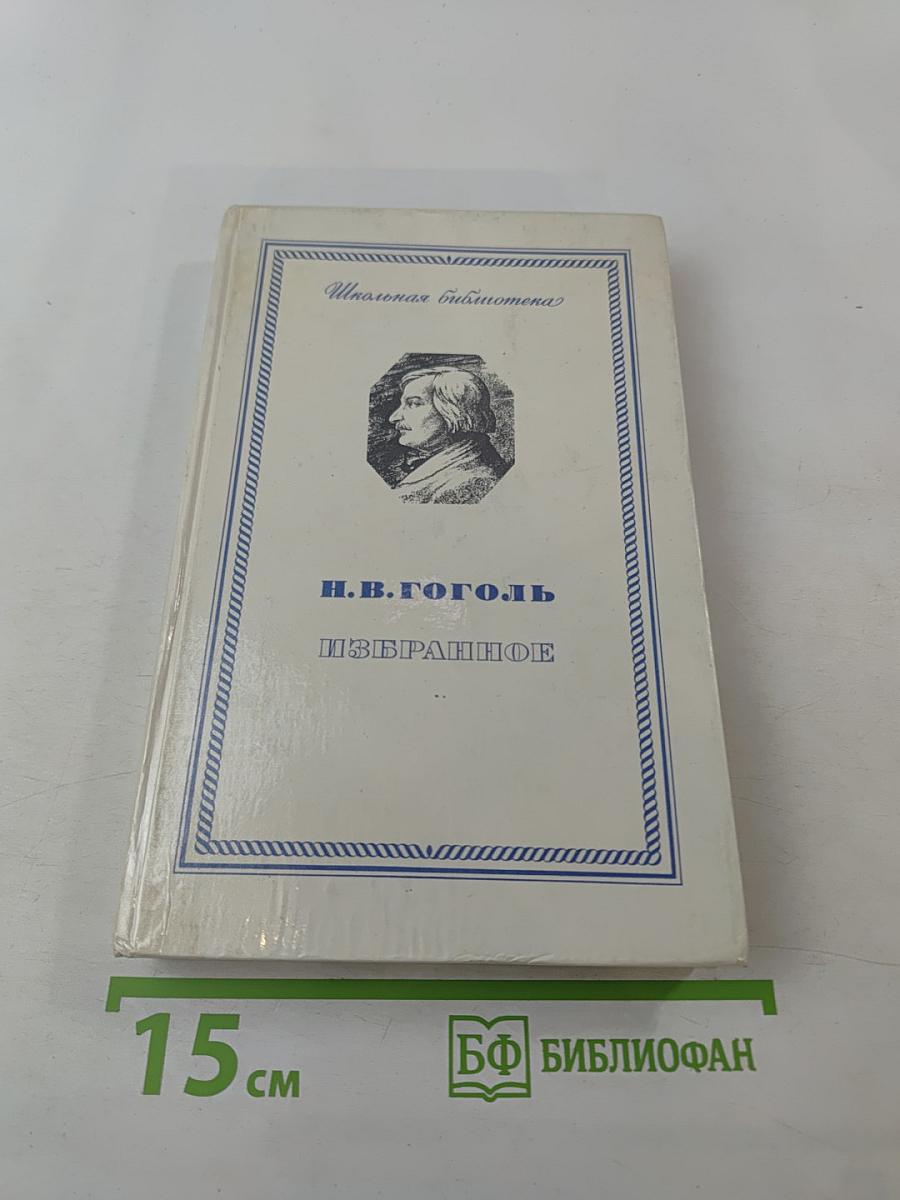 Школьная библиотека
Н.В.ГОГОЛЬ
ИЗБРАННОЕ
15 см
БФ БИБЛИОФАН